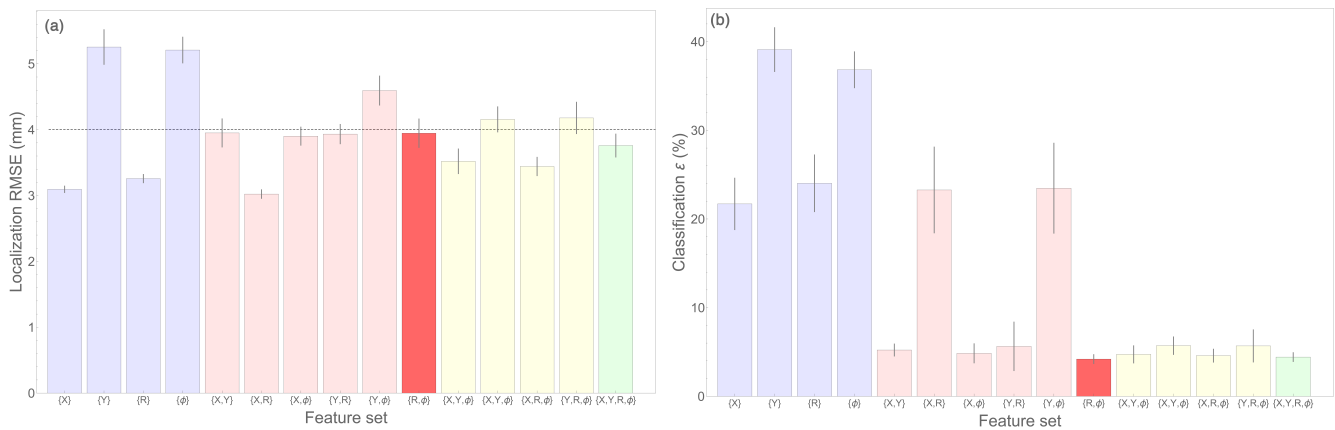 (a)
Localization RMSE (mm)
5
4
3
2
1
0
{X} {Y} {R} {ϕ} {X,Y} {X,R} {X,ϕ} {Y,R} {Y,ϕ} {R,ϕ} {X,Y,ϕ} {X,Y,ϕ} {X,R,ϕ} {Y,R,ϕ} {X,Y,R,ϕ}
Feature set
(b)
Classification ε (%)
40
30
20
10
0
{X} {Y} {R} {ϕ} {X,Y} {X,R} {X,ϕ} {Y,R} {Y,ϕ} {R,ϕ} {X,Y,ϕ} {X,Y,ϕ} {X,R,ϕ} {Y,R,ϕ} {X,Y,R,ϕ}
Feature set